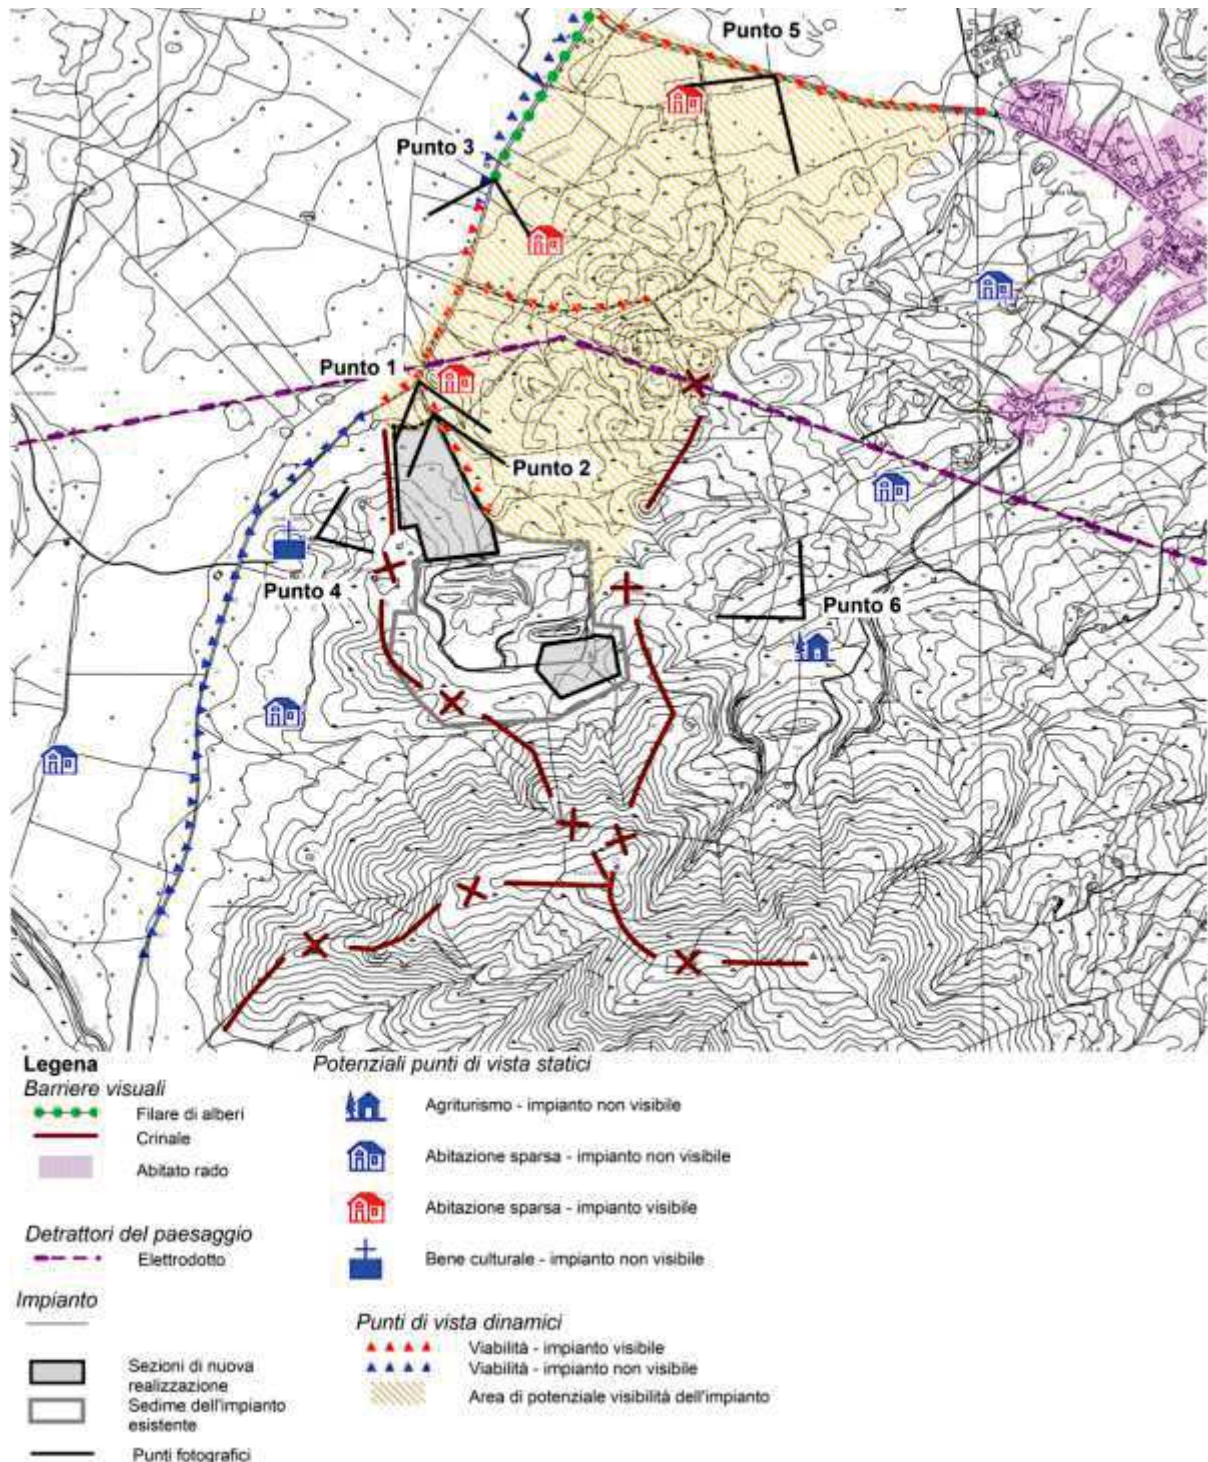 Punto 5
Punto 3
Punto 1
Punto 2
Punto 4
Punto 6
Legena
Barriere visuali
Filare di alberi
Crinale
Abitato rado
Detrattori del paesaggio
Elettrodotto
Impianto
Sezioni di nuova
realizzazione
Sedime dell'impianto
esistente
Punti fotografici
Potenziali punti di vista statici
Agriturismo - impianto non visibile
Abitazione sparsa - impianto non visibile
Abitazione sparsa - impianto visibile
Bene culturale - impianto non visibile
Punti di vista dinamici
Viabilità - impianto visibile
Viabilità - impianto non visibile
Area di potenziale visibilità dell'impianto